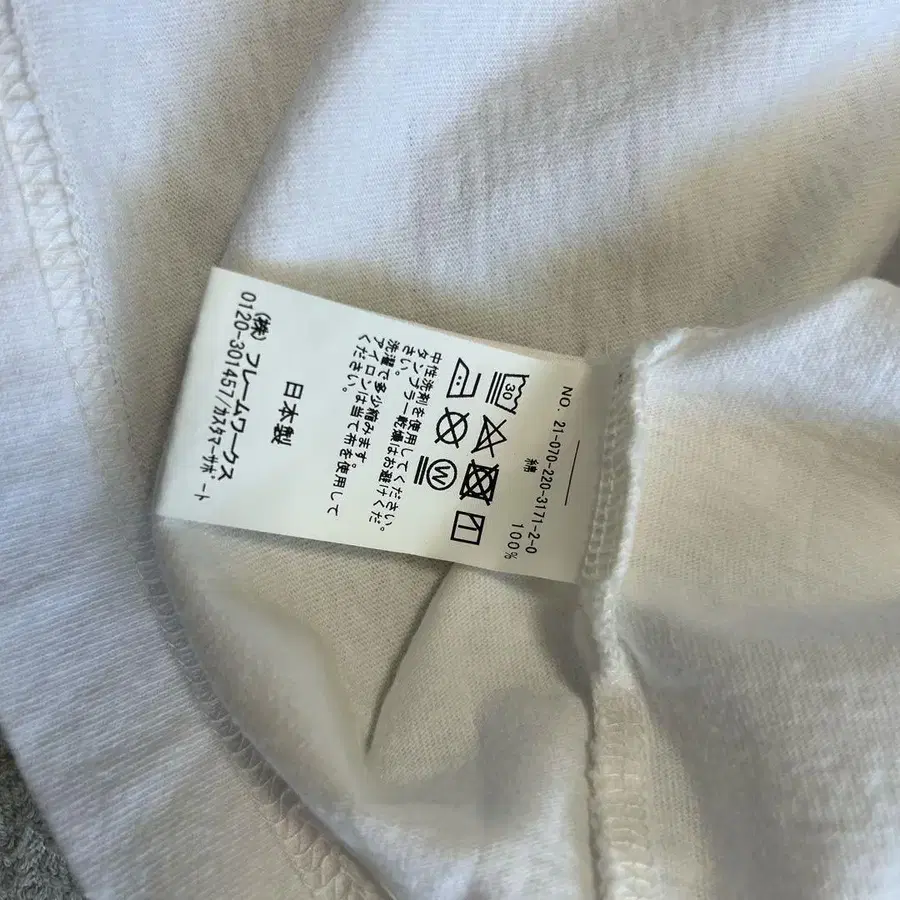 NO. 21-070-220-3171-2-0
綿 100%
30
W
中性洗剤を使用してください。
タンブラー乾燥はお避けくだ
さい。
洗濯で多少縮みます。
アイロンは当て布を使用して
ください。
日本製
(株)フレームワークス
0120-301457/カスタマーサポート